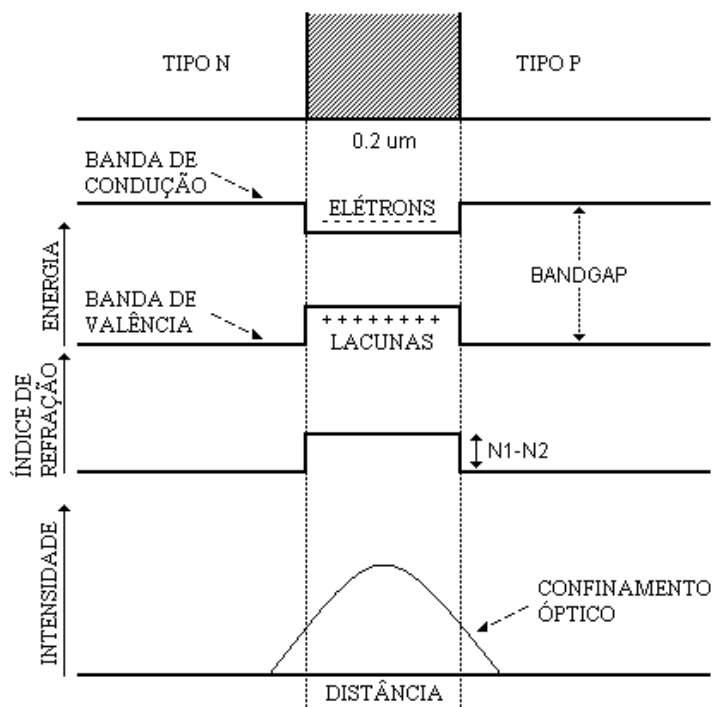 TIPO N
TIPO P
0.2 um
BANDA DE
CONDUÇÃO
ELÉTRONS
- - - - - - - - - -
BANDGAP
ENERGIA
BANDA DE
VALÊNCIA
+ + + + + + + +
LACUNAS
ÍNDICE DE
REFRAÇÃO
N1-N2
INTENSIDADE
CONFINAMENTO
ÓPTICO
DISTÂNCIA